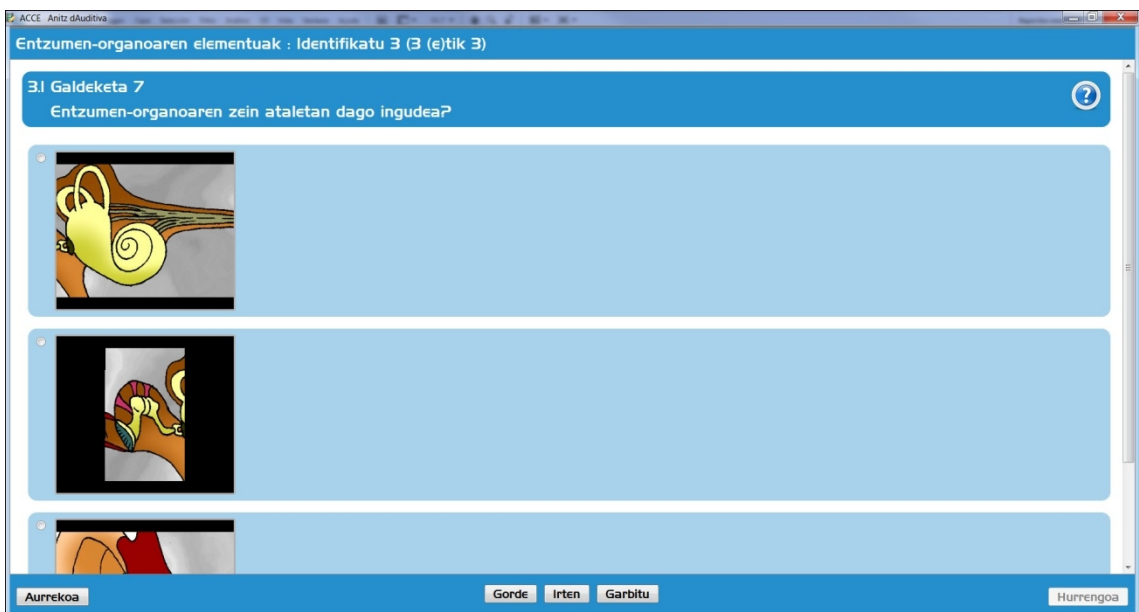 ACCE Anitz dAuditiva
Entzumen-organoaren elementuak : Identifikatu 3 (3 (e)tik 3)
3.1 Galdeketa 7
Entzumen-organoaren zein ataletan dago ingudea?
?
Aurrekoa
Gorde
Irten
Garbitu
Hurrengoa